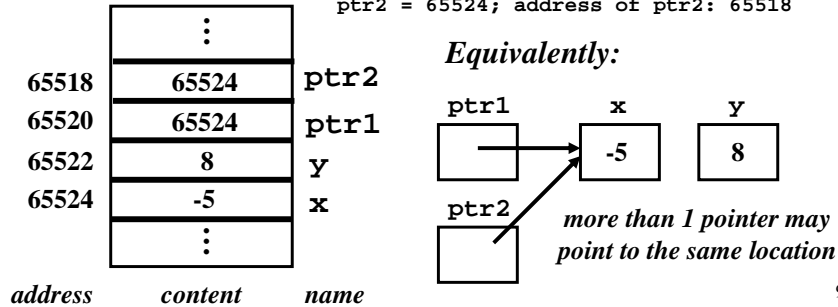 ptr2 = 65524; address of ptr2: 65518
Equivalently:
65518 65524 ptr2
65520 65524 ptr1
65522 8 y
65524 -5 x
address content name
ptr1 x y
-5 8
ptr2
more than 1 pointer may
point to the same location